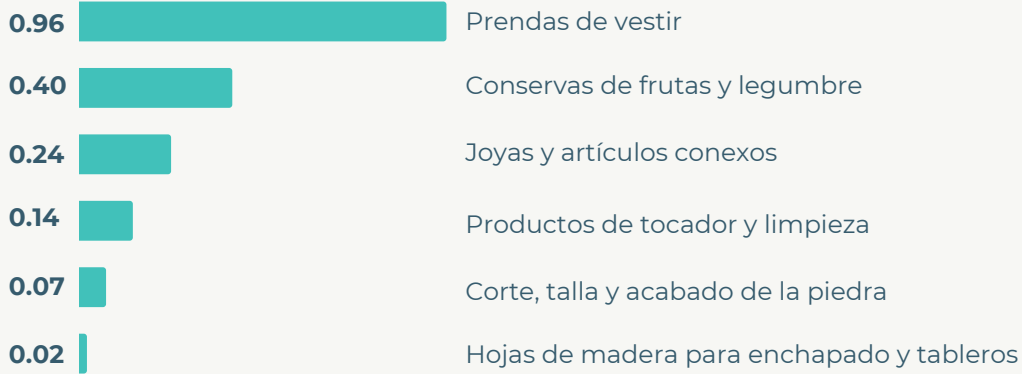 0.96 Prendas de vestir
0.40 Conservas de frutas y legumbre
0.24 Joyas y artículos conexos
0.14 Productos de tocador y limpieza
0.07 Corte, talla y acabado de la piedra
0.02 Hojas de madera para enchapado y tableros